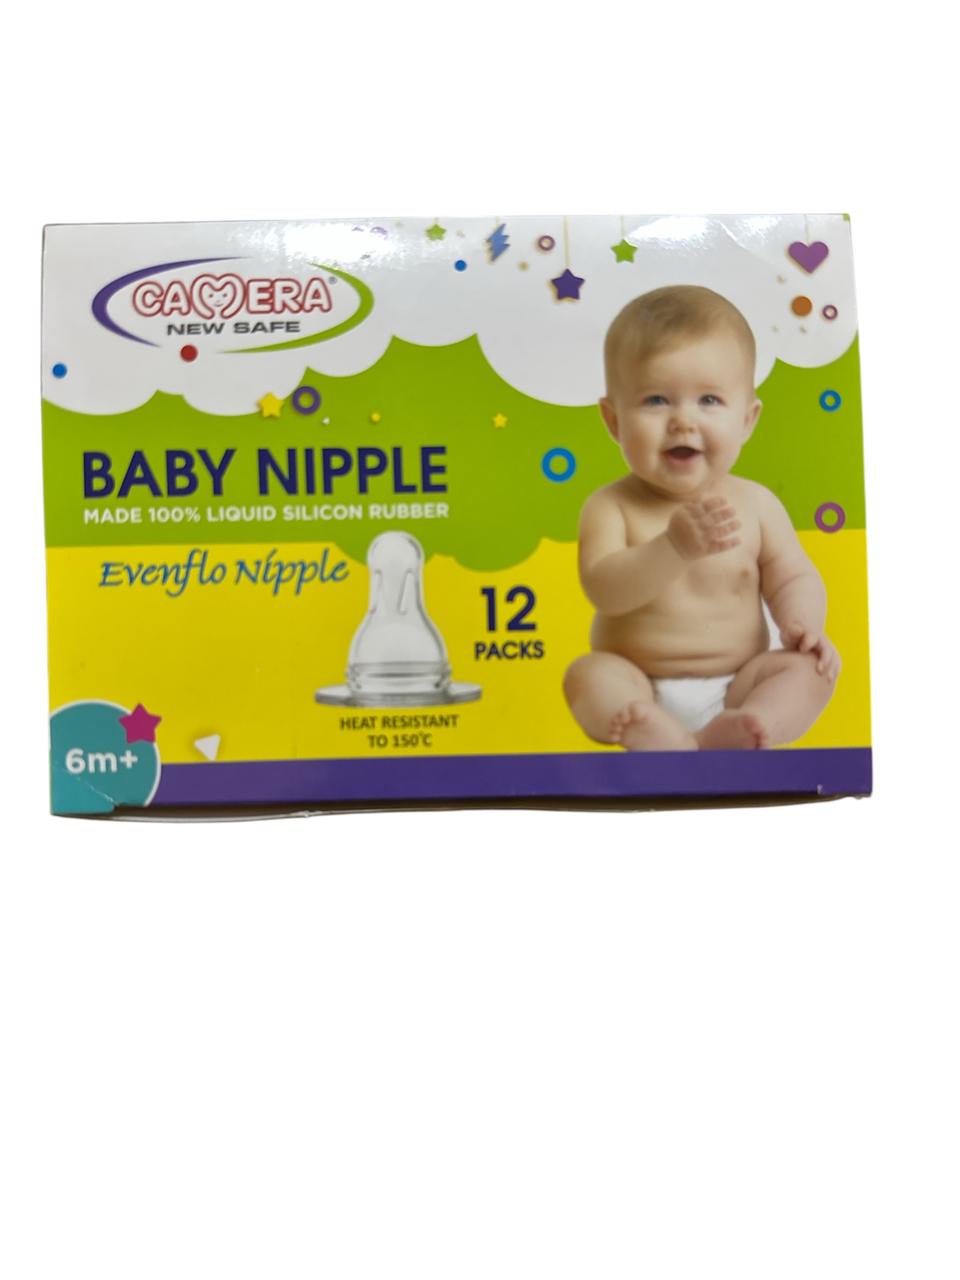 CAMERA®
NEW SAFE
BABY NIPPLE
MADE 100% LIQUID SILICON RUBBER
Evenflo Nipple
12
PACKS
HEAT RESISTANT
TO 150°C
6m+